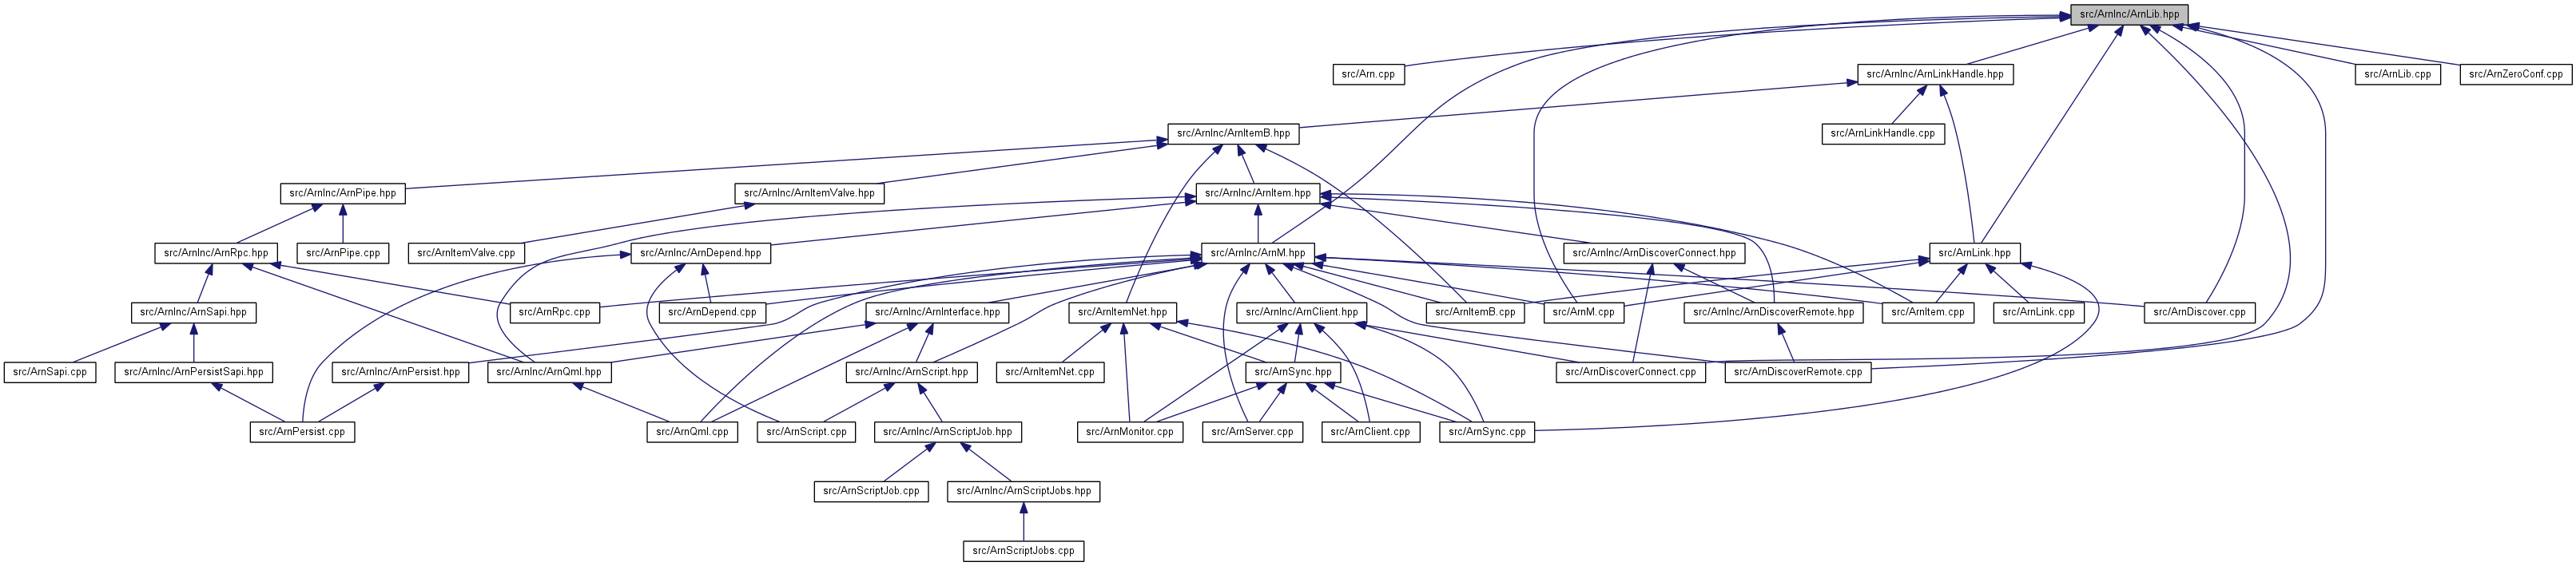 src/ArnInc/ArnLib.hpp
src/Arn.cpp
src/ArnInc/ArnLinkHandle.hpp
src/ArnLib.cpp
src/ArnZeroConf.cpp
src/ArnInc/ArnItemB.hpp
src/ArnLinkHandle.cpp
src/ArnInc/ArnPipe.hpp
src/ArnInc/ArnItemValve.hpp
src/ArnInc/ArnItem.hpp
src/ArnInc/ArnRpc.hpp
src/ArnPipe.cpp
src/ArnItemValve.cpp
src/ArnInc/ArnDepend.hpp
src/ArnInc/ArnM.hpp
src/ArnInc/ArnDiscoverConnect.hpp
src/ArnLink.hpp
src/ArnInc/ArnSapi.hpp
src/ArnRpc.cpp
src/ArnDepend.cpp
src/ArnInc/ArnInterface.hpp
src/ArnItemNet.hpp
src/ArnInc/ArnClient.hpp
src/ArnItemB.cpp
src/ArnM.cpp
src/ArnInc/ArnDiscoverRemote.hpp
src/ArnItem.cpp
src/ArnLink.cpp
src/ArnDiscover.cpp
src/ArnSapi.cpp
src/ArnInc/ArnPersistSapi.hpp
src/ArnInc/ArnPersist.hpp
src/ArnInc/ArnQml.hpp
src/ArnInc/ArnScript.hpp
src/ArnItemNet.cpp
src/ArnSync.hpp
src/ArnDiscoverConnect.cpp
src/ArnDiscoverRemote.cpp
src/ArnPersist.cpp
src/ArnQml.cpp
src/ArnScript.cpp
src/ArnInc/ArnScriptJob.hpp
src/ArnMonitor.cpp
src/ArnServer.cpp
src/ArnClient.cpp
src/ArnSync.cpp
src/ArnScriptJob.cpp
src/ArnInc/ArnScriptJobs.hpp
src/ArnScriptJobs.cpp